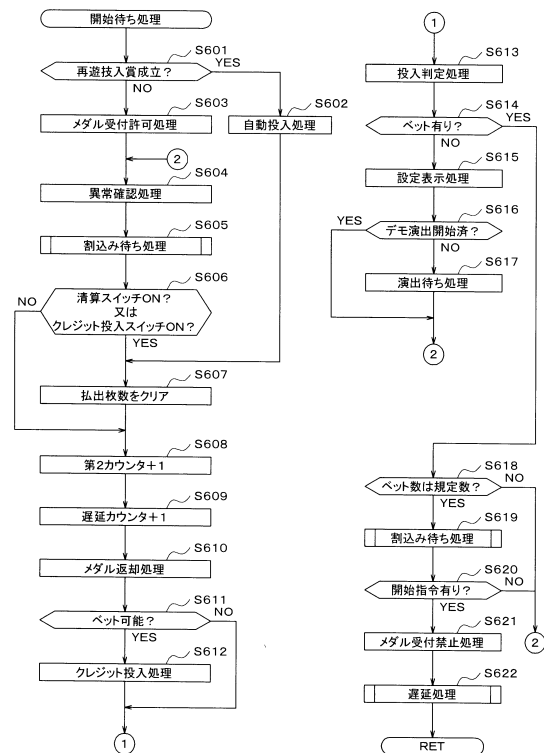 開始待ち処理
S601
再遊技入賞成立？
YES
NO
S603
メダル受付許可処理
S602
自動投入処理
2
S604
異常確認処理
S605
割込み待ち処理
S606
清算スイッチON？
又は
クレジット投入スイッチON？
NO
YES
S607
払出枚数をクリア
S608
第2カウンタ+1
S609
遅延カウンタ+1
S610
メダル返却処理
S611
ベット可能？
NO
YES
S612
クレジット投入処理
1
1
S613
投入判定処理
S614
ベット有り？
YES
NO
S615
設定表示処理
S616
YES
デモ演出開始済？
NO
S617
演出待ち処理
2
S618
ベット数は規定数？
NO
YES
S619
割込み待ち処理
S620
開始指令有り？
NO
YES
S621
メダル受付禁止処理
2
S622
遅延処理
RET